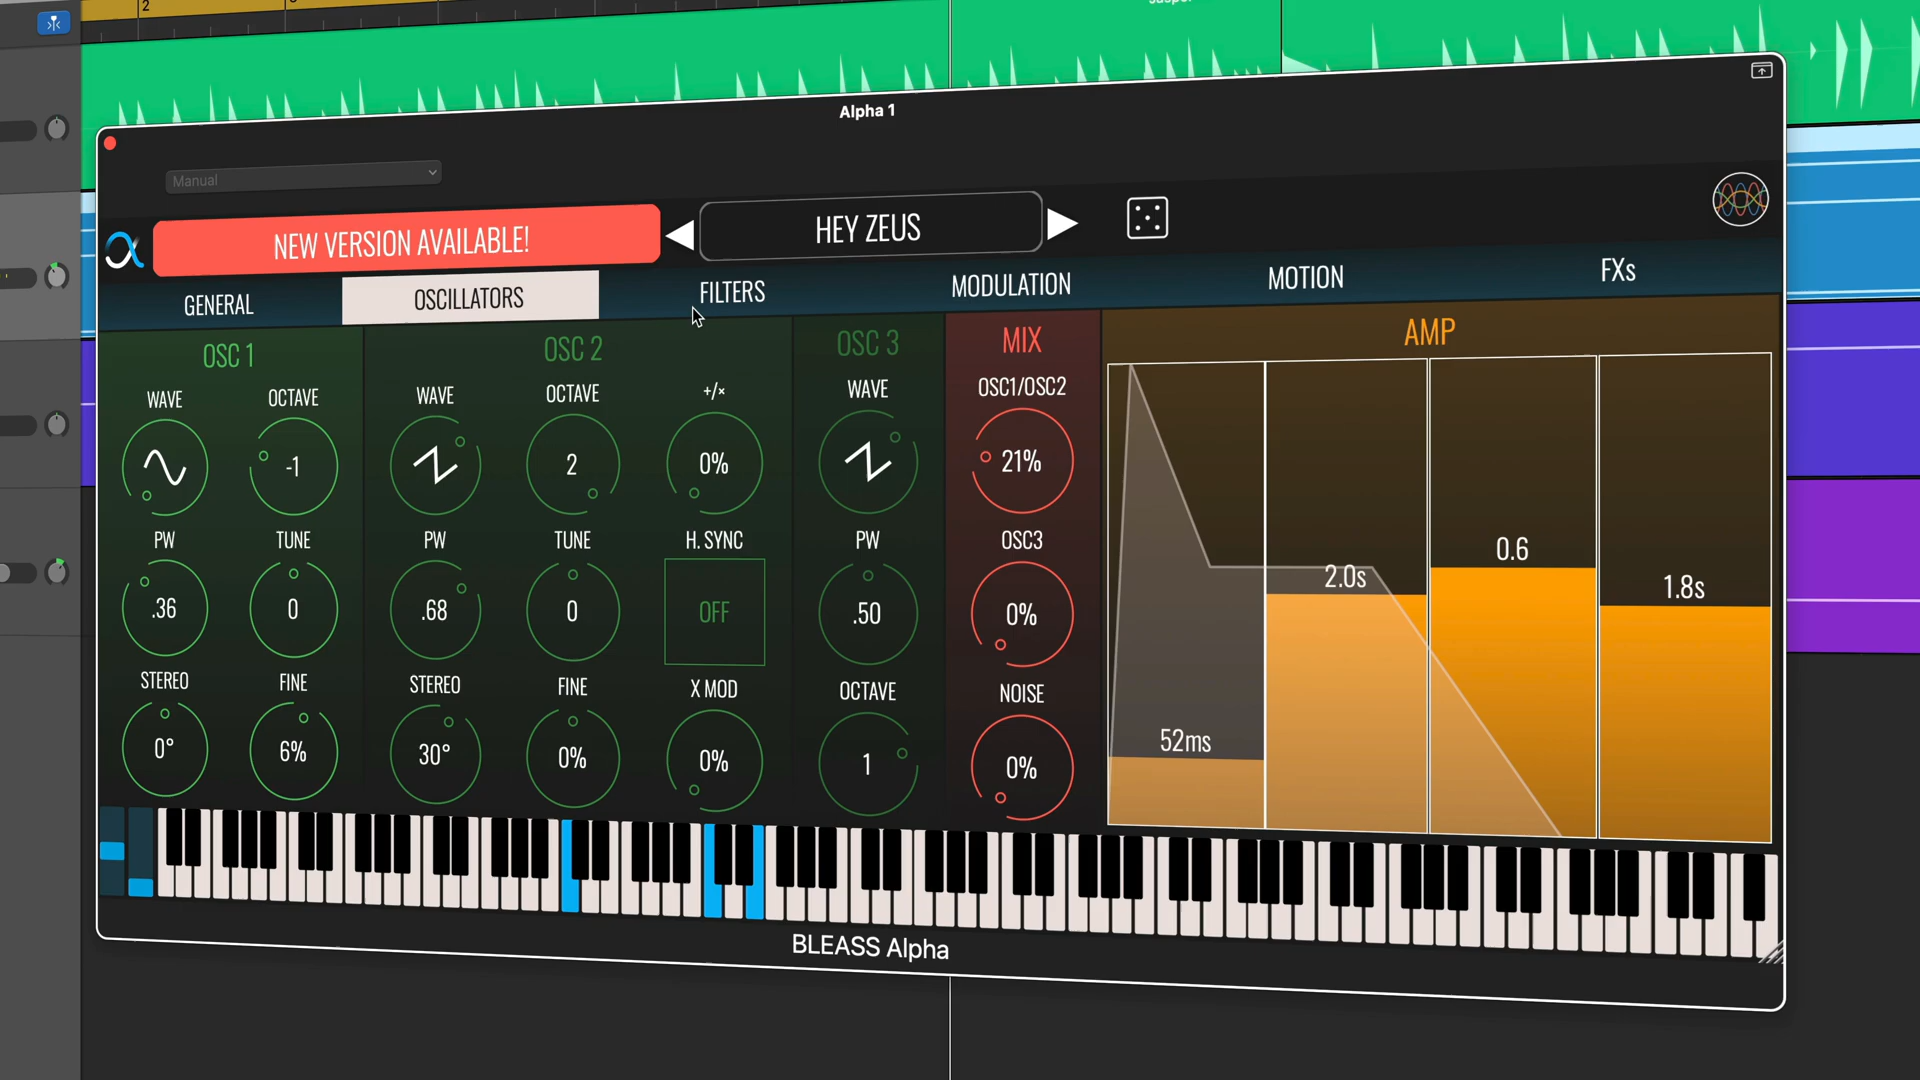 2
Alpha 1
Manual
NEW VERSION AVAILABLE!
HEY ZEUS
GENERAL
OSCILLATORS
FILTERS
MODULATION
MOTION
FXs
OSC 1
WAVE
OCTAVE
-1
PW
TUNE
.36
0
STEREO
FINE
0°
6%
OSC 2
WAVE
OCTAVE
+/×
2
0%
PW
TUNE
H. SYNC
.68
0
OFF
STEREO
FINE
X MOD
30°
0%
0%
OSC 3
WAVE
PW
.50
OCTAVE
1
MIX
OSC1/OSC2
21%
OSC3
0%
NOISE
0%
AMP
52ms
2.0s
0.6
1.8s
BLEASS Alpha